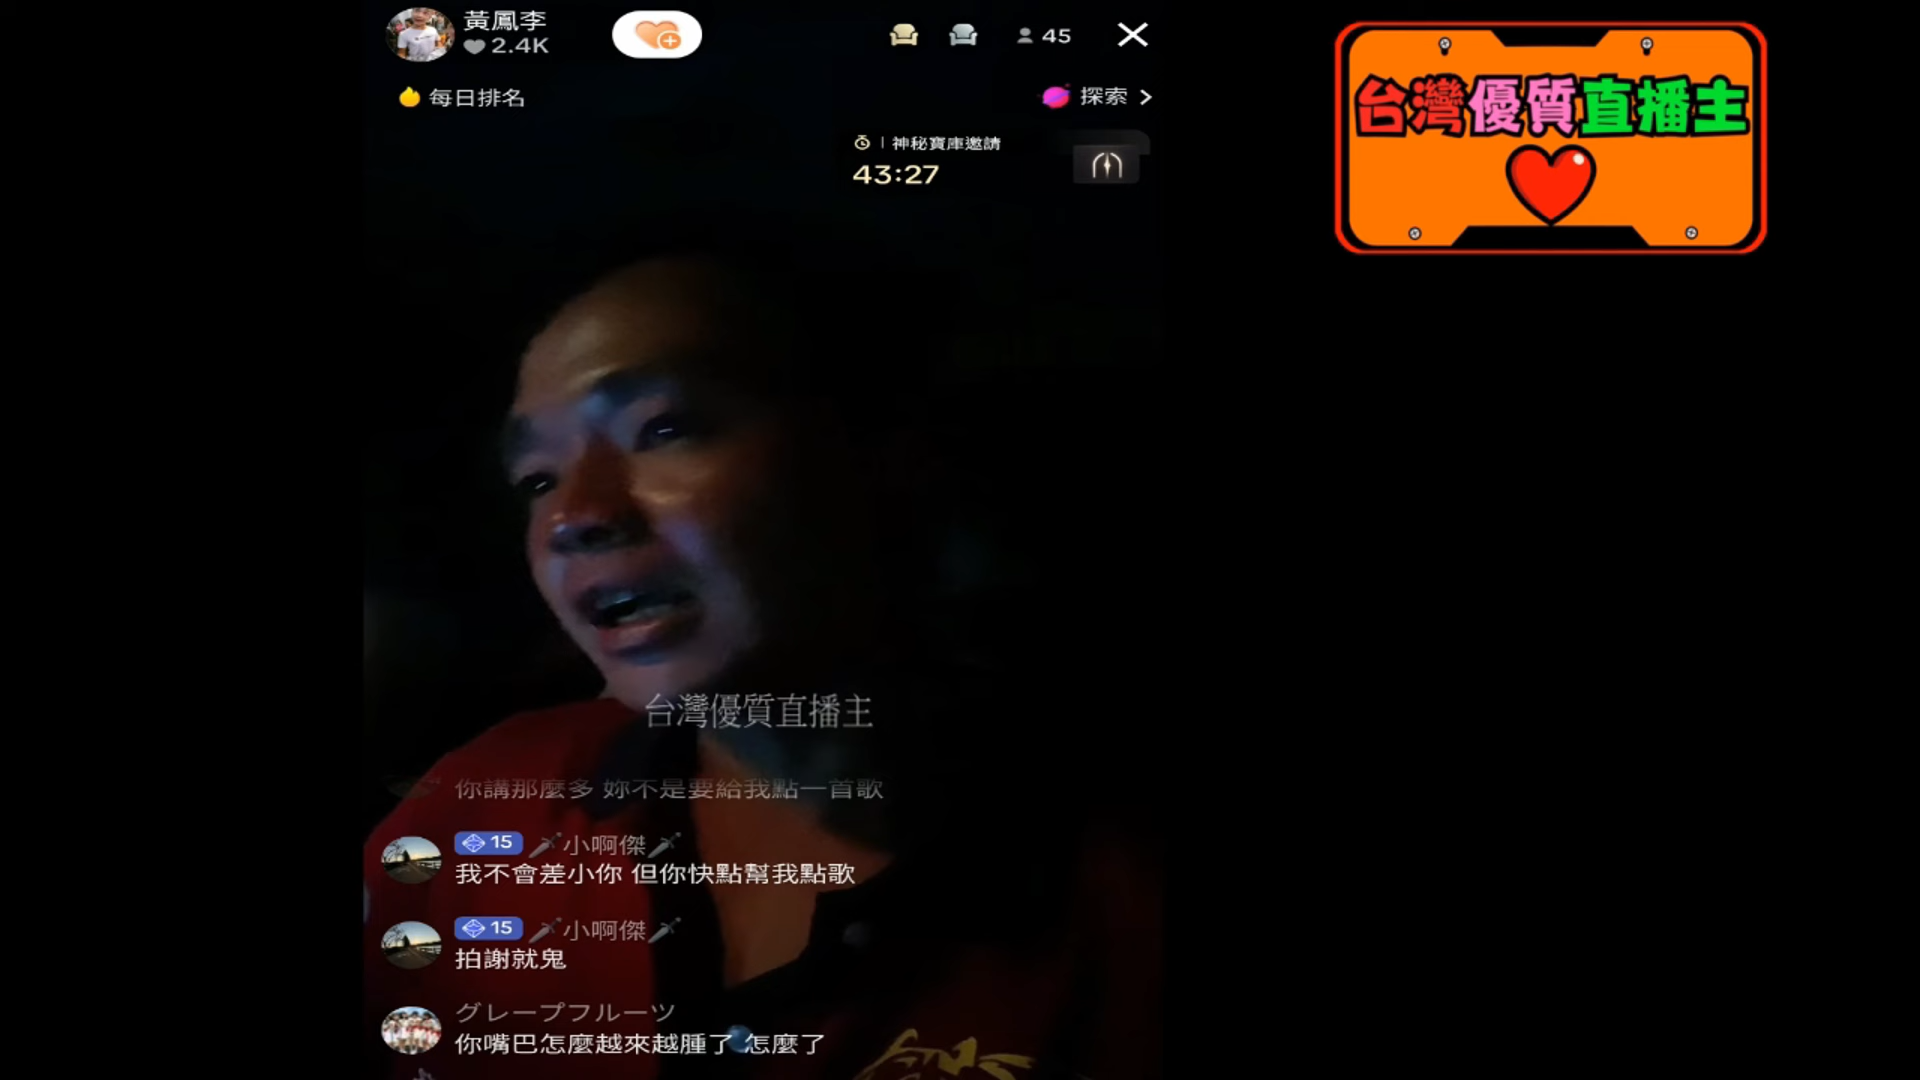 黃鳳李
2.4K
45
每日排名
探索
神秘寶庫邀請
43:27
台灣優質直播主
台灣優質直播主
你講那麼多 妳不是要給我點一首歌
15 小啊傑
我不會差小你 但你快點幫我點歌
15 小啊傑
拍謝就鬼
グレープフルーツ
你嘴巴怎麼越來越腫了 怎麼了